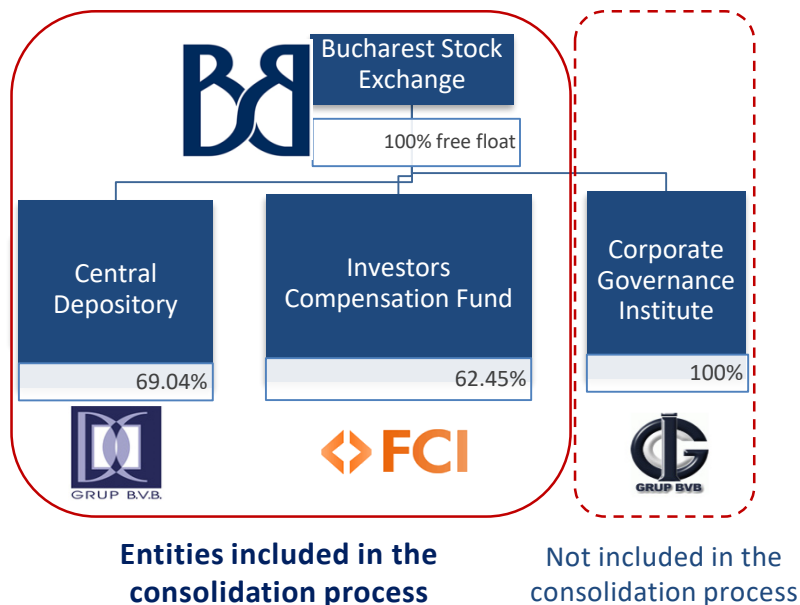 Bucharest Stock
Exchange
100% free float
Central
Depository
69.04%
Investors
Compensation Fund
62.45%
Corporate
Governance
Institute
100%
GRUP B.V.B.
FCI
GRUP BVB
Entities included in the
consolidation process
Not included in the
consolidation process